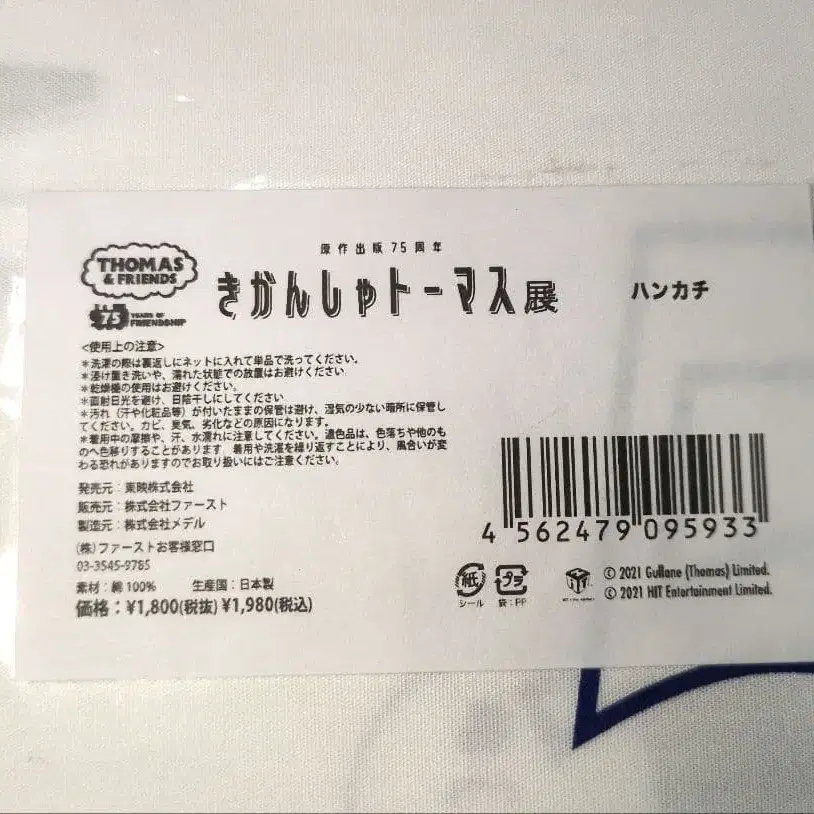 THOMAS
& FRIENDS
75 YEARS OF
FRIENDSHIP
原作出版75周年
きかんしゃトーマス展
ハンカチ
<使用上の注意>
*洗濯の際は裏返しにネットに入れて単品で洗ってください。
*浸け置き洗いや、濡れた状態での放置はお避けください
*乾燥機の使用はお避けください。
*直射日光を避け、日陰干しにしてください
*汚れ(汗や化粧品等)が付いたままの保管は避け、湿気の少ない暗所に保管し
てください。カビ、臭気、劣化などの原因になります。
*着用中の摩擦や、汗、水濡れに注意してください。濃色品は、色落ちや他のも
のへ色移りすることがあります 着用や洗濯を繰り返すことにより、風合いが変
わる恐れがありますのでお取り扱いにはご注意ください。
発売元:東映株式会社
販売元:株式会社ファースト
製造元:株式会社メデル
(株)ファーストお客様窓口
03-3545-9785
素材:綿100% 生産国:日本製
価格:¥1,800(税抜) ¥1,980(税込)
4 562479 095933
紙
シール
プラ
袋:PP
HIT
© 2021 Gullane (Thomas) Limited.
© 2021 HIT Entertainment Limited.